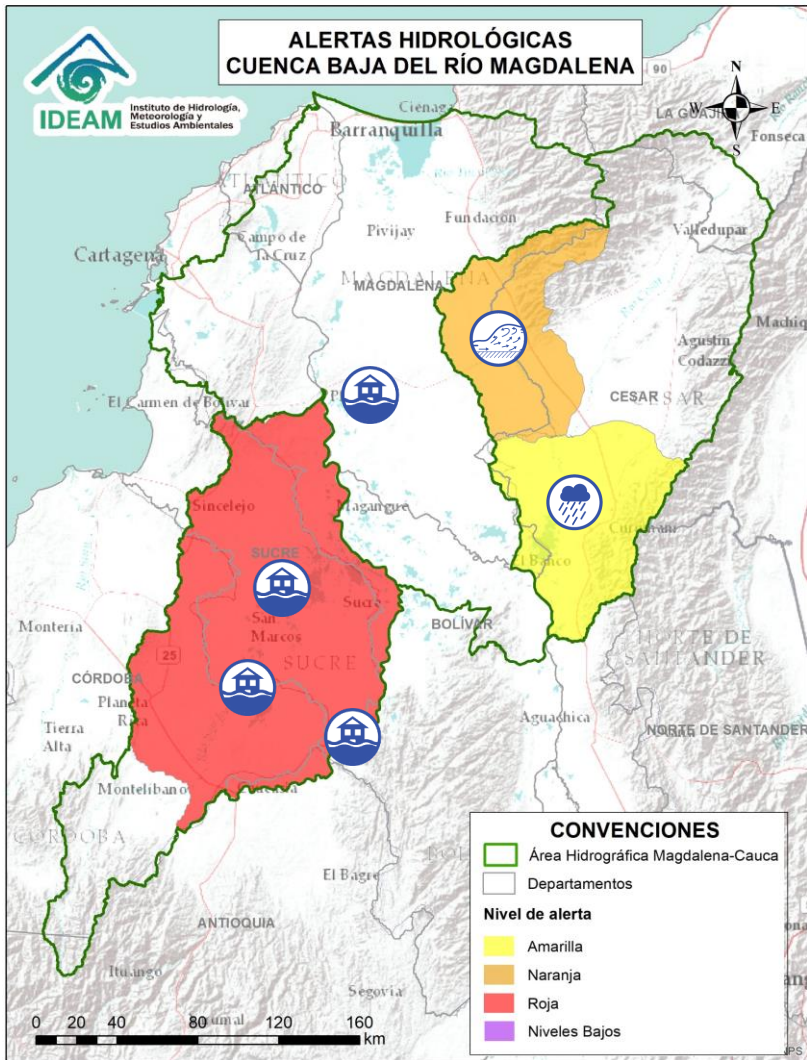 ALERTAS HIDROLÓGICAS
CUENCA BAJA DEL RÍO MAGDALENA
IDEAM
Instituto de Hidrología,
Meteorología y
Estudios Ambientales
N
W
E
S
90
Ciénaga
LA GUAJIRA
Barranquilla
Fonseca
ATLÁNTICO
ATLÁNTICO
Fundación
Pivijay
Valledupar
Campo de
la Cruz
Cartagena
MAGDALENA
MAGDALENA
Agustín
Codazzi
CESAR
CESAR
El Carmen de Bolívar
Sincelejo
Magangué
Curumaní
SUCRE
El Banco
Sucre
San
Marcos
BOLÍVAR
Montería
25
SUCRE
NORTE DE
SANTANDER
CÓRDOBA
Planeta
Rica
Aguachica
Tierra
Alta
NORTE DE SANTANDER
Montelíbano
CÓRDOBA
El Bagre
ANTIOQUIA
Ituango
Segovia
0 20 40 80 120 160
km
CONVENCIONES
Área Hidrográfica Magdalena-Cauca
Departamentos
Nivel de alerta
Amarilla
Naranja
Roja
Niveles Bajos